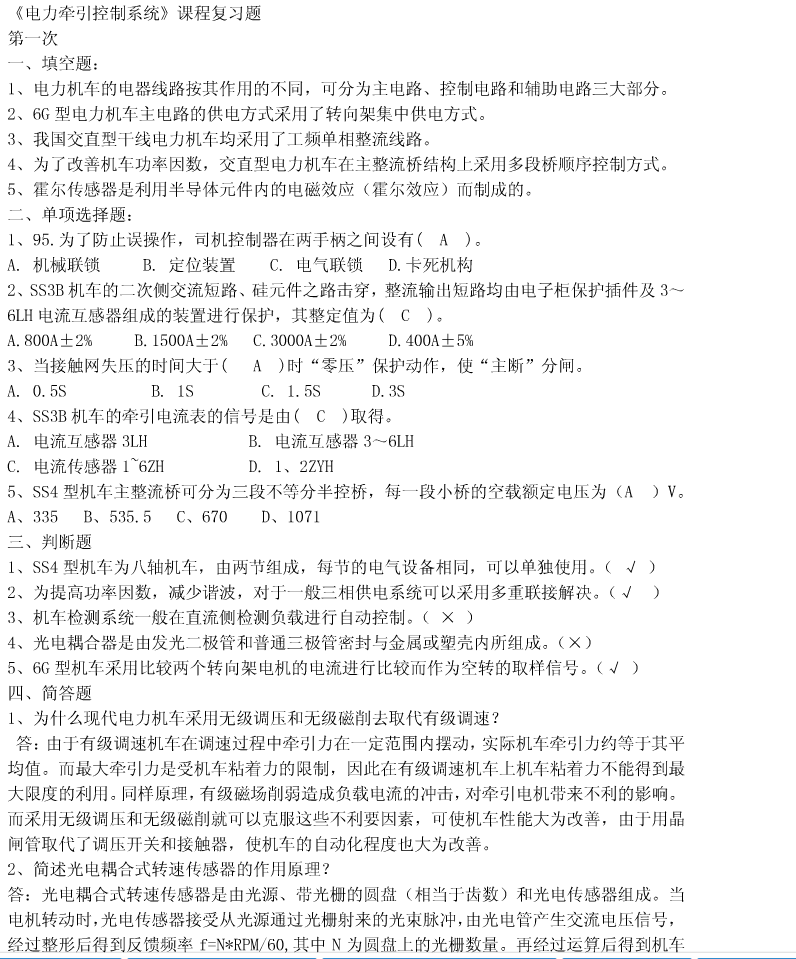 《电力牵引控制系统》课程复习题
第一次
一、填空题：
1、电力机车的电器线路按其作用的不同，可分为主电路、控制电路和辅助电路三大部分。
2、6G 型电力机车主电路的供电方式采用了转向架集中供电方式。
3、我国交直型干线电力机车均采用了工频单相整流线路。
4、为了改善机车功率因数，交直型电力机车在主整流桥结构上采用多段桥顺序控制方式。
5、霍尔传感器是利用半导体元件内的电磁效应（霍尔效应）而制成的。
二、单项选择题：
1、95.为了防止误操作，司机控制器在两手柄之间设有( A )。
A. 机械联锁 B. 定位装置 C. 电气联锁 D.卡死机构
2、SS3B 机车的二次侧交流短路、硅元件之路击穿，整流输出短路均由电子柜保护插件及 3～
6LH 电流互感器组成的装置进行保护，其整定值为( C )。
A.800A±2% B.1500A±2% C.3000A±2% D.400A±5%
3、当接触网失压的时间大于( A )时“零压”保护动作，使“主断”分闸。
A. 0.5S B. 1S C. 1.5S D.3S
4、SS3B 机车的牵引电流表的信号是由( C )取得。
A. 电流互感器 3LH B. 电流互感器 3～6LH
C. 电流传感器 1~6ZH D. 1、2ZYH
5、SS4 型机车主整流桥可分为三段不等分半控桥，每一段小桥的空载额定电压为（A ）V。
A、335 B、535.5 C、670 D、1071
三、判断题
1、SS4 型机车为八轴机车，由两节组成，每节的电气设备相同，可以单独使用。（ √ ）
2、为提高功率因数，减少谐波，对于一般三相供电系统可以采用多重联接解决。（√ ）
3、机车检测系统一般在直流侧检测负载进行自动控制。（ × ）
4、光电耦合器是由发光二极管和普通三极管密封与金属或塑壳内所组成。（×）
5、6G 型机车采用比较两个转向架电机的电流进行比较而作为空转的取样信号。（√ ）
四、简答题
1、为什么现代电力机车采用无级调压和无级磁削去取代有级调速？
答：由于有级调速机车在调速过程中牵引力在一定范围内摆动，实际机车牵引力约等于其平
均值。而最大牵引力是受机车粘着力的限制，因此在有级调速机车上机车粘着力不能得到最
大限度的利用。同样原理，有级磁场削弱造成负载电流的冲击，对牵引电机带来不利的影响。
而采用无级调压和无级磁削就可以克服这些不利要因素，可使机车性能大为改善，由于用晶
闸管取代了调压开关和接触器，使机车的自动化程度也大为改善。
2、简述光电耦合式转速传感器的作用原理？
答：光电耦合式转速传感器是由光源、带光栅的圆盘（相当于齿数）和光电传感器组成。当
电机转动时，光电传感器接受从光源通过光栅射来的光束脉冲，由光电管产生交流电压信号，
经过整形后得到反馈频率 f=N*RPM/60,其中 N 为圆盘上的光栅数量。再经过运算后得到机车